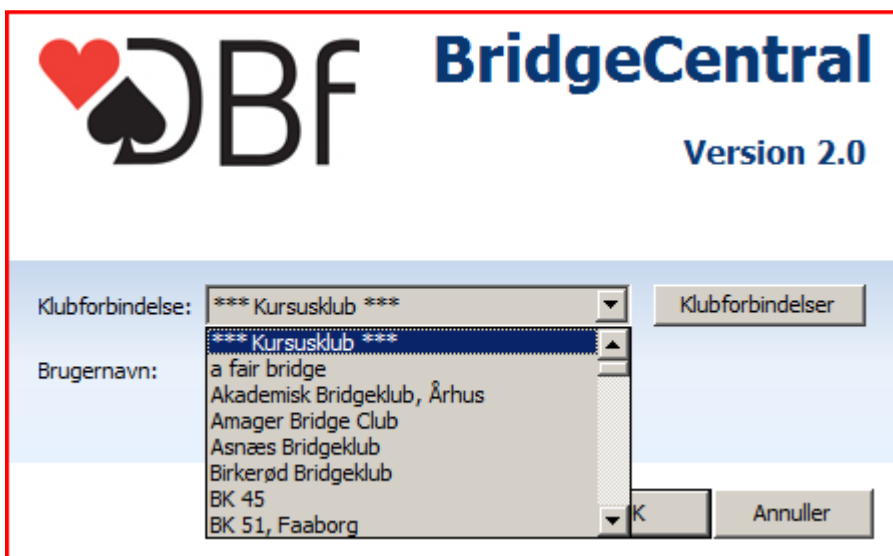 DBf
BridgeCentral
Version 2.0
Klubforbindelse:
*** Kursusklub ***
Klubforbindelser
*** Kursusklub ***
a fair bridge
Akademisk Bridgeklub, Århus
Amager Bridge Club
Asnæs Bridgeklub
Birkerød Bridgeklub
BK 45
BK 51, Faaborg
Brugernavn:
K
Annuller